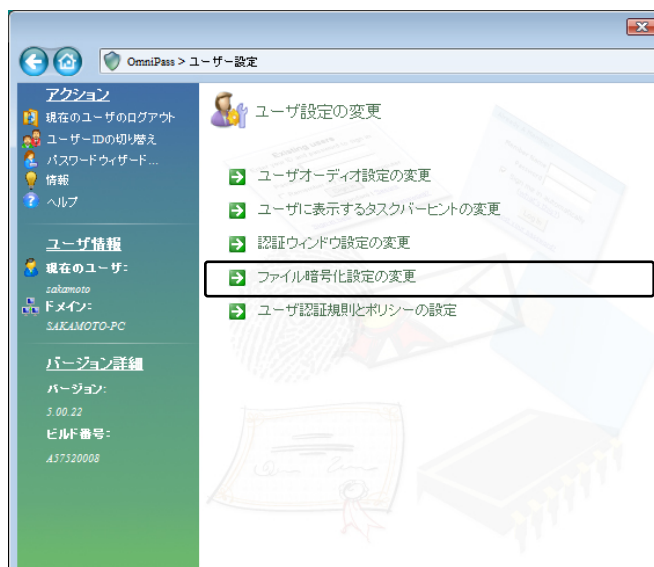 OmniPass > ユーザー設定
アクション
現在のユーザのログアウト
ユーザーIDの切り替え
パスワードウィザード...
情報
ヘルプ
ユーザ情報
現在のユーザ:
sakamoto
ドメイン:
SAKAMOTO-PC
バージョン詳細
バージョン:
5.00.22
ビルド番号:
A57520008
ユーザ設定の変更
ユーザオーディオ設定の変更
ユーザに表示するタスクバーヒントの変更
認証ウィンドウ設定の変更
ファイル暗号化設定の変更
ユーザ認証規則とポリシーの設定
Existing users